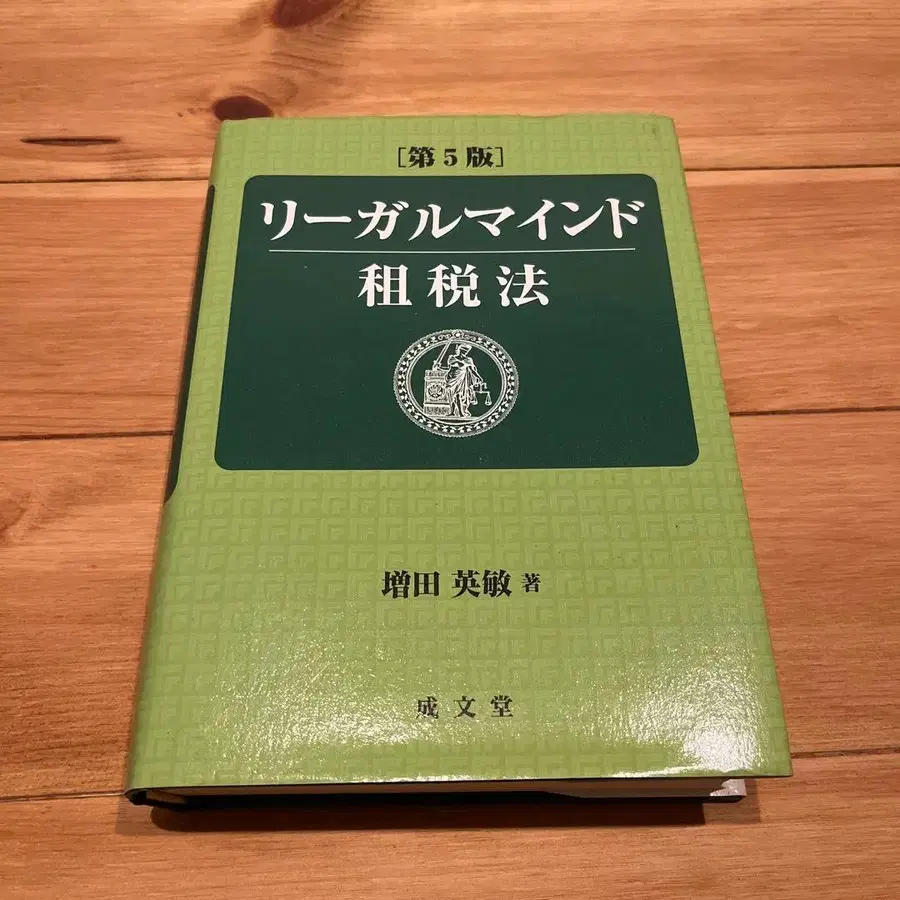 [第5版]
リーガルマインド
租税法
増田 英敏 著
成文堂